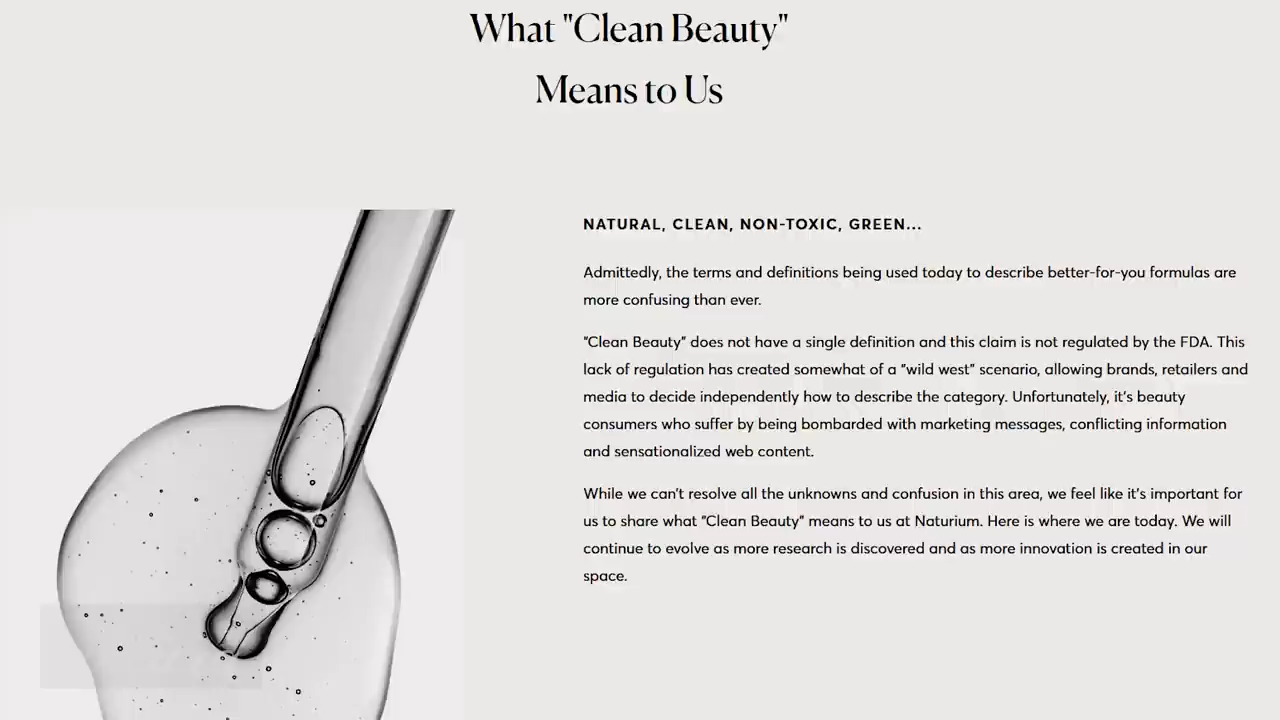 What "Clean Beauty"
Means to Us
NATURAL, CLEAN, NON-TOXIC, GREEN...
Admittedly, the terms and definitions being used today to describe better-for-you formulas are
more confusing than ever.
"Clean Beauty" does not have a single definition and this claim is not regulated by the FDA. This
lack of regulation has created somewhat of a "wild west" scenario, allowing brands, retailers and
media to decide independently how to describe the category. Unfortunately, it's beauty
consumers who suffer by being bombarded with marketing messages, conflicting information
and sensationalized web content.
While we can't resolve all the unknowns and confusion in this area, we feel like it's important for
us to share what "Clean Beauty" means to us at Naturium. Here is where we are today. We will
continue to evolve as more research is discovered and as more innovation is created in our
space.